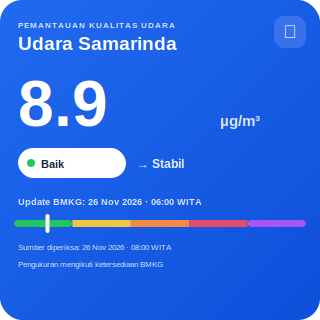 PEMANTAUAN KUALITAS UDARA
Udara Samarinda
8.9
µg/m³
Baik
→ Stabil
Update BMKG: 26 Nov 2026 · 06:00 WITA
Sumber diperiksa: 26 Nov 2026 · 08:00 WITA
Pengukuran mengikuti ketersediaan BMKG